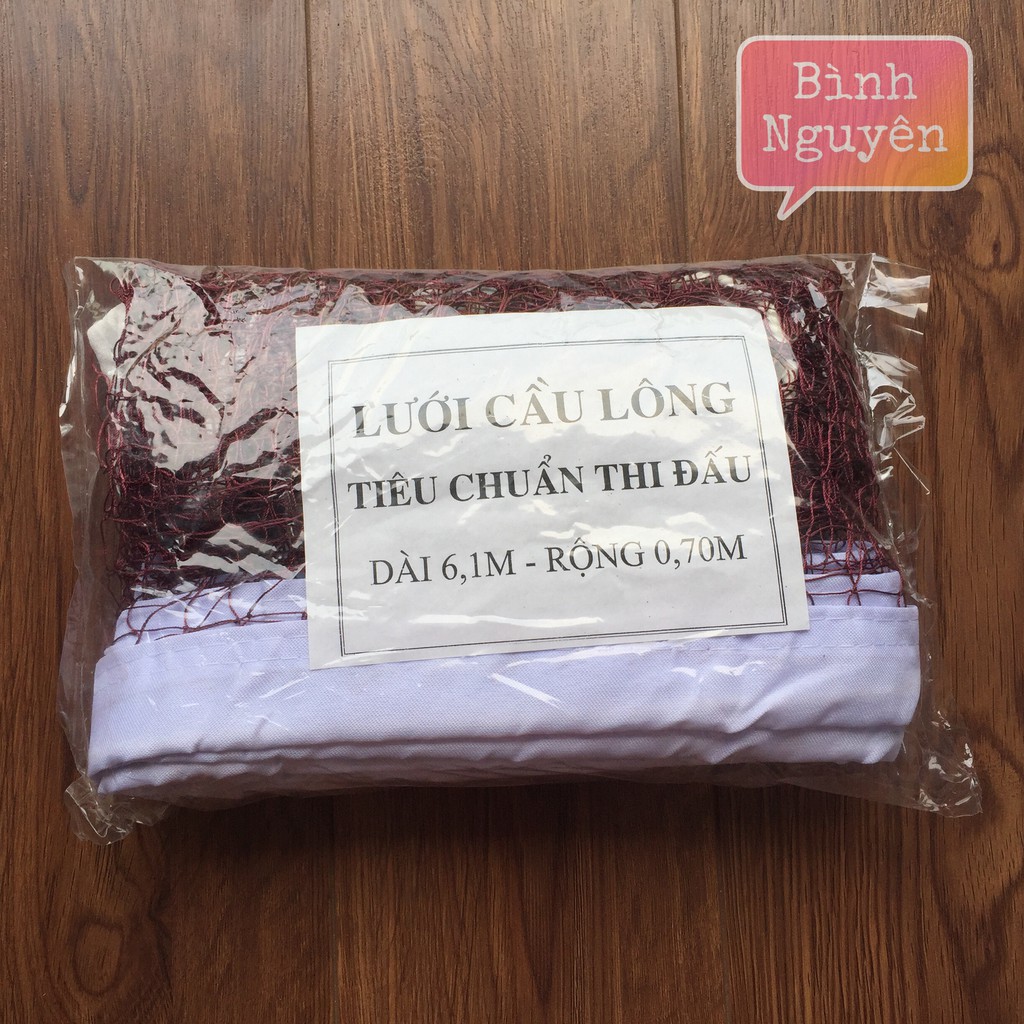 Bình
Nguyên
LƯỚI CẦU LÔNG
TIÊU CHUẨN THI ĐẤU
DÀI 6,1M - RỘNG 0,70M